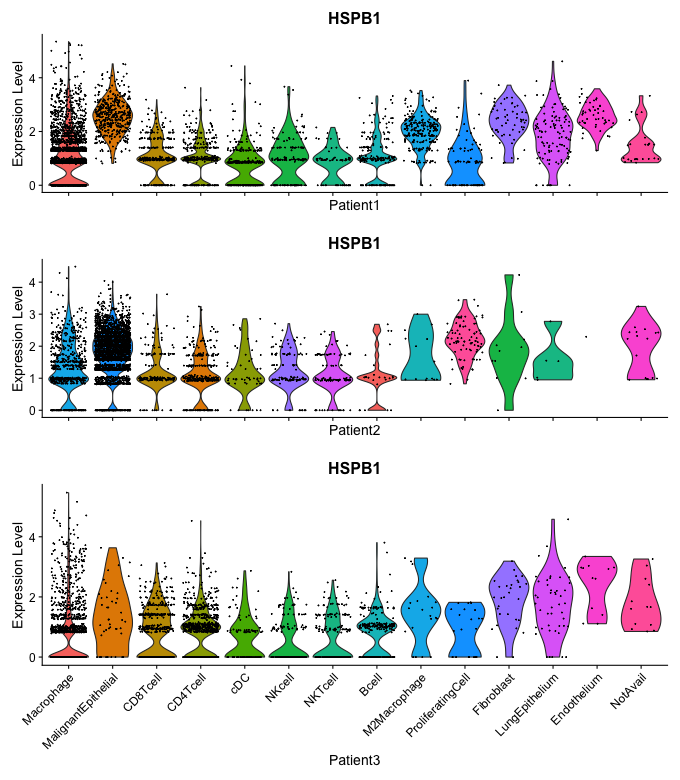 HSPB1
Expression Level
4
2
0
Patient1
HSPB1
Expression Level
4
3
2
1
0
Patient2
HSPB1
Expression Level
4
2
0
Macrophage
MalignantEpithelial
CD8Tcell
CD4Tcell
cDC
NKcell
NKTcell
Bcell
M2Macrophage
ProliferatingCell
Fibroblast
LungEpithelium
Endothelium
NotAvail
Patient3